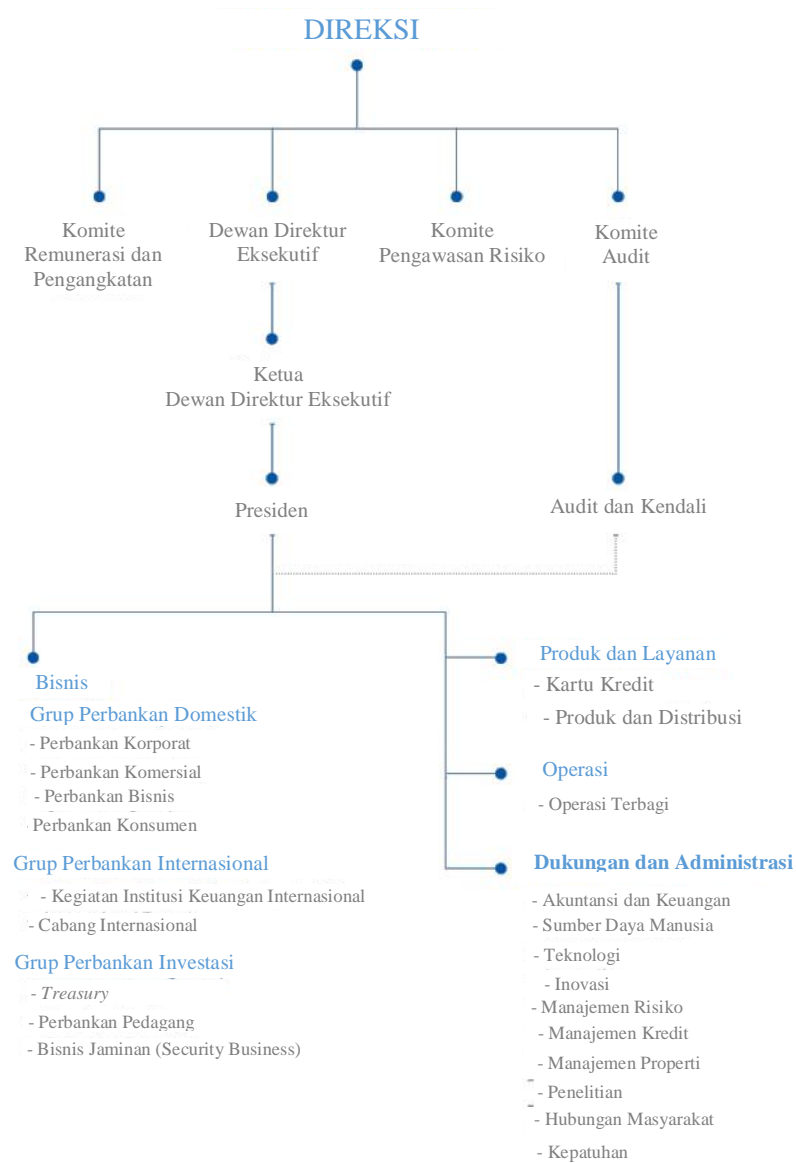 DIREKSI
Komite
Remunerasi dan
Pengangkatan
Dewan Direktur
Eksekutif
Komite
Pengawasan Risiko
Komite
Audit
Ketua
Dewan Direktur Eksekutif
Presiden
Audit dan Kendali
Bisnis
Grup Perbankan Domestik
- Perbankan Korporat
- Perbankan Komersial
- Perbankan Bisnis
Perbankan Konsumen
Grup Perbankan Internasional
- Kegiatan Institusi Keuangan Internasional
- Cabang Internasional
Grup Perbankan Investasi
- Treasury
- Perbankan Pedagang
- Bisnis Jaminan (Security Business)
Produk dan Layanan
- Kartu Kredit
- Produk dan Distribusi
Operasi
- Operasi Terbagi
Dukungan dan Administrasi
- Akuntansi dan Keuangan
- Sumber Daya Manusia
- Teknologi
- Inovasi
- Manajemen Risiko
- Manajemen Kredit
- Manajemen Properti
- Penelitian
- Hubungan Masyarakat
- Kepatuhan